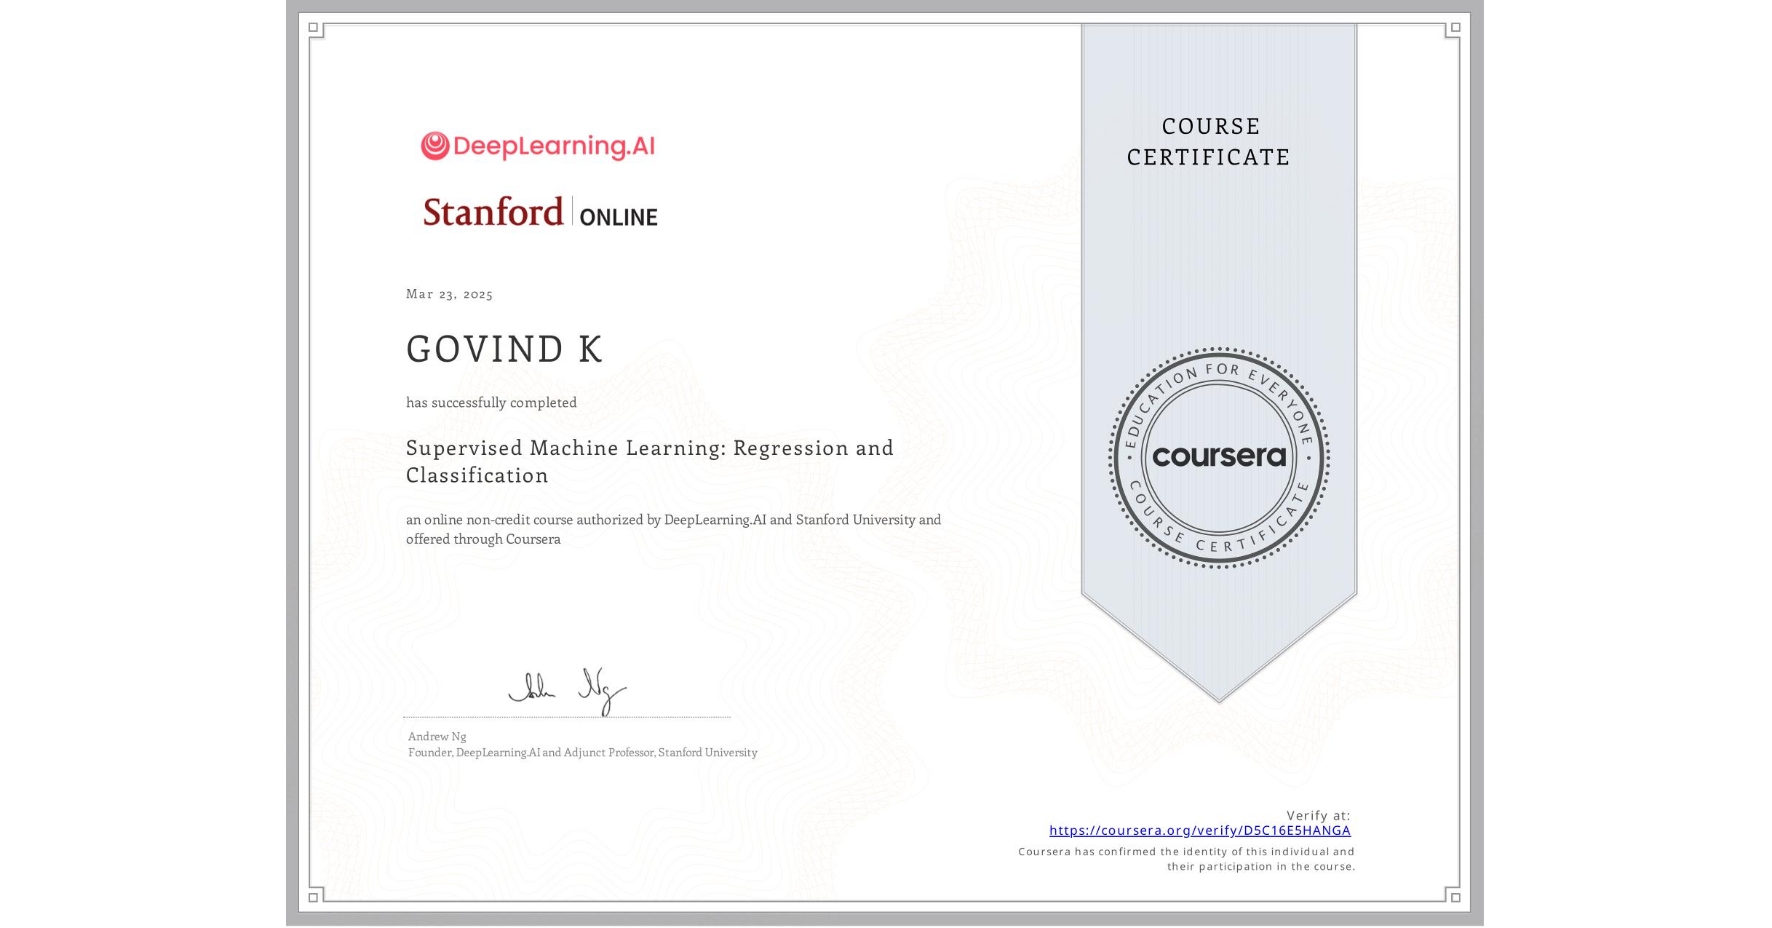 DeepLearning.AI
Stanford | ONLINE
Mar 23, 2025
GOVIND K
has successfully completed
Supervised Machine Learning: Regression and
Classification
an online non-credit course authorized by DeepLearning.AI and Stanford University and
offered through Coursera
Andrew Ng
Founder, DeepLearning.AI and Adjunct Professor, Stanford University
COURSE
CERTIFICATE
EDUCATION FOR EVERYONE
coursera
COURSE CERTIFICATE
Verify at:
https://coursera.org/verify/D5C16E5HANGA
Coursera has confirmed the identity of this individual and
their participation in the course.